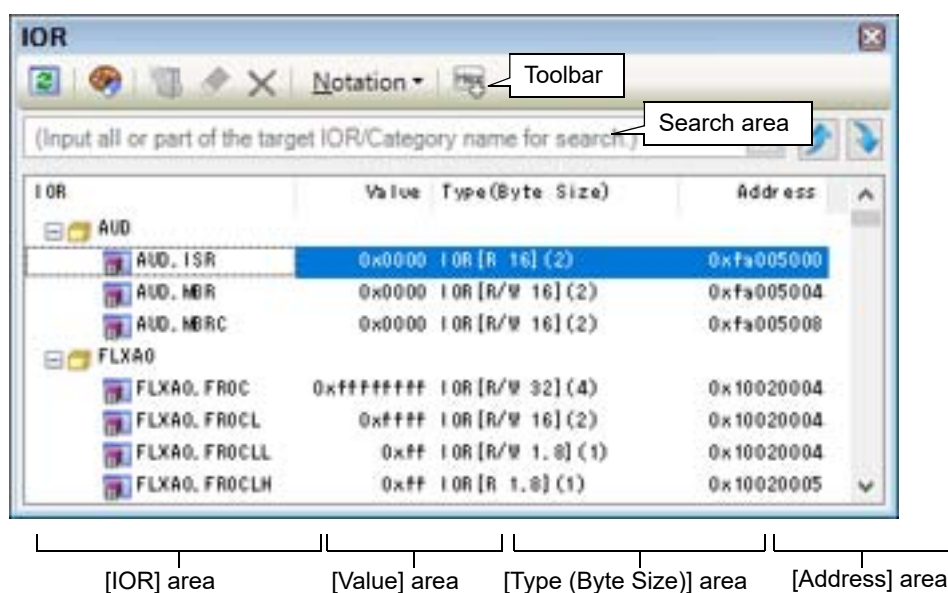 IOR
Notation
Toolbar
(Input all or part of the target IOR/Category name for search.)
Search area
IOR Value Type(Byte Size) Address
AUD
AUD.ISR 0x0000 IOR[R 16](2) 0xfa005000
AUD.MBR 0x0000 IOR[R/W 16](2) 0xfa005004
AUD.MBRC 0x0000 IOR[R/W 16](2) 0xfa005008
FLXA0
FLXA0.FROC 0xffffffff IOR[R/W 32](4) 0x10020004
FLXA0.FROCL 0xffff IOR[R/W 16](2) 0x10020004
FLXA0.FROCLL 0xff IOR[R/W 1.8](1) 0x10020004
FLXA0.FROCLH 0xff IOR[R 1.8](1) 0x10020005
[IOR] area [Value] area [Type (Byte Size)] area [Address] area